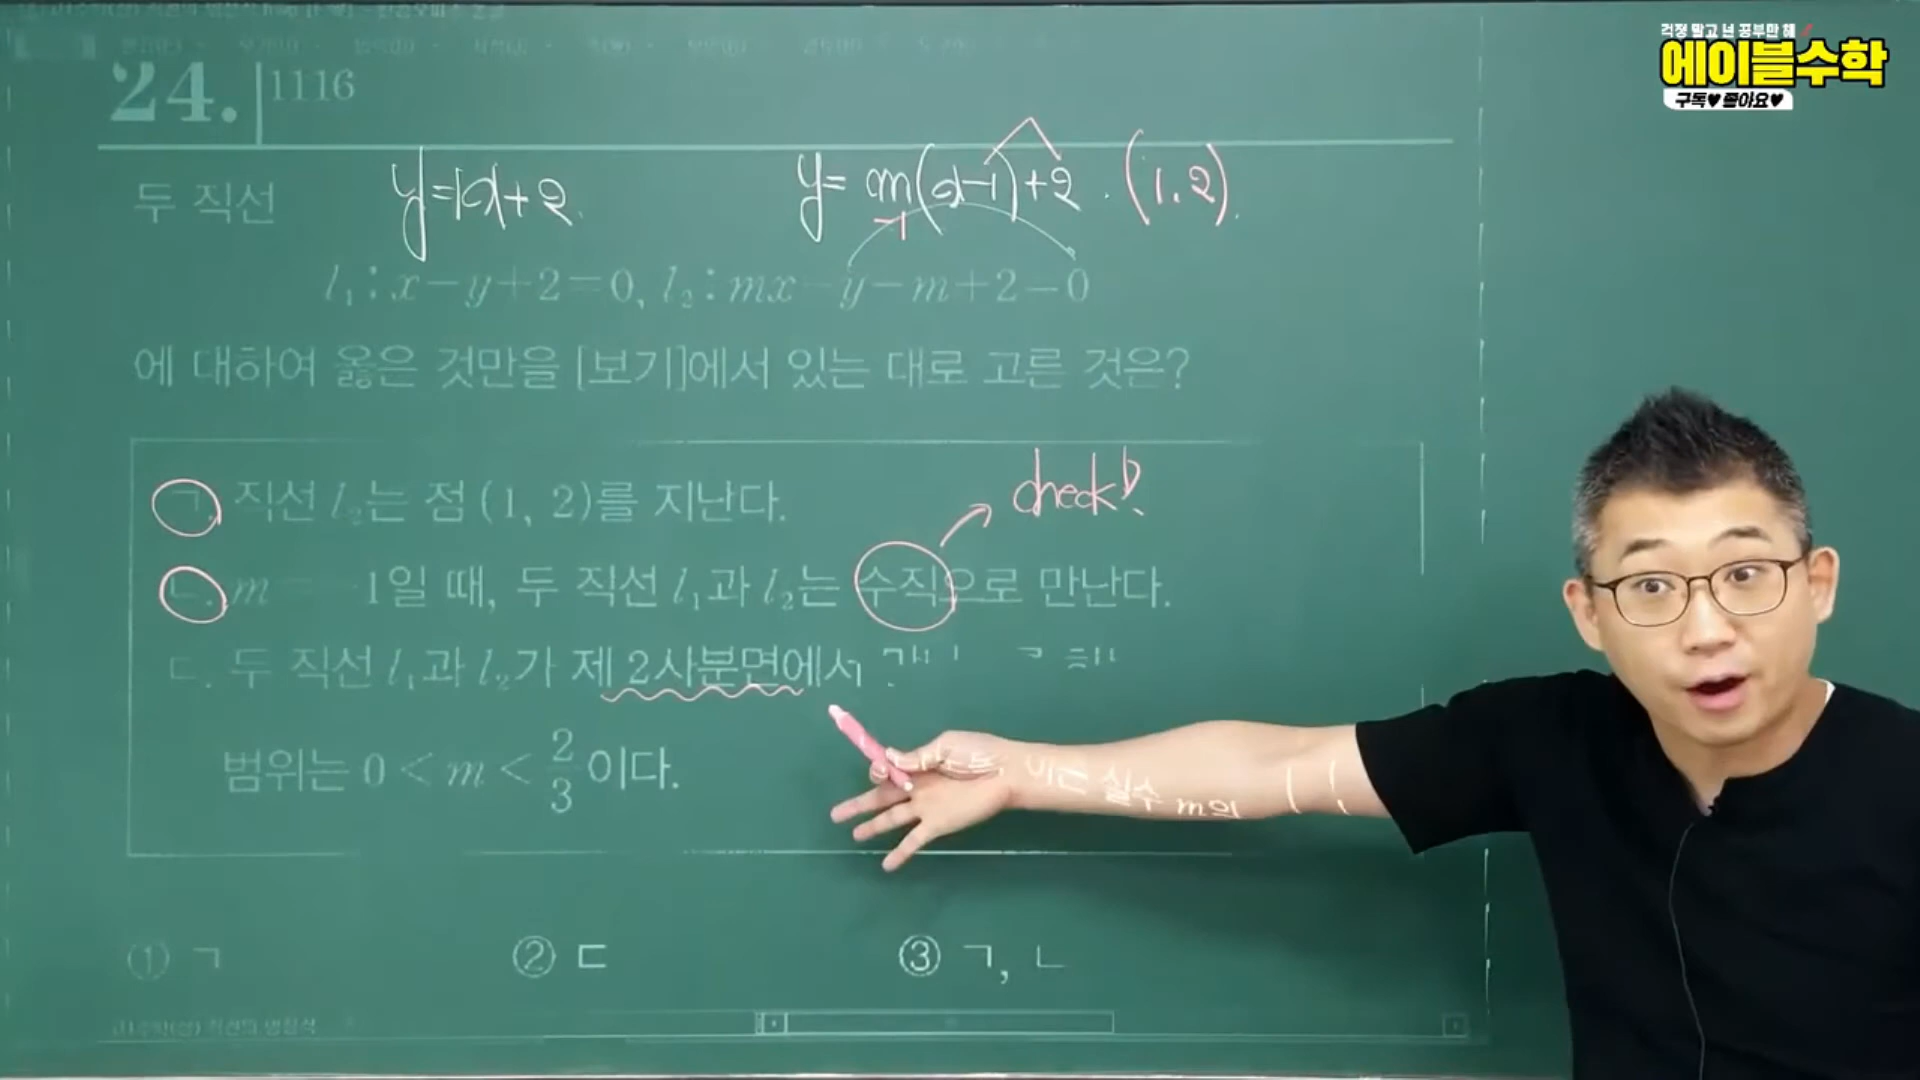 걱정 말고 넌 공부만 해
에이블수학
구독♥ 좋아요♥
24. 1116
y=1x+2 y=m(x-1)+2 · (1.2).
-1
두 직선
l₁:x-y+2=0, l₂:mx-y-m+2=0
에 대하여 옳은 것만을 [보기]에서 있는 대로 고른 것은?
check!
ㄱ. 직선 l₂는 점 (1, 2)를 지난다.
ㄴ. m=-1일 때, 두 직선 l₁과 l₂는 수직으로 만난다.
ㄷ. 두 직선 l₁과 l₂가 제 2사분면에서
실수 m의
범위는 0<m<2/3이다.
① ㄱ ② ㄷ ③ ㄱ, ㄴ